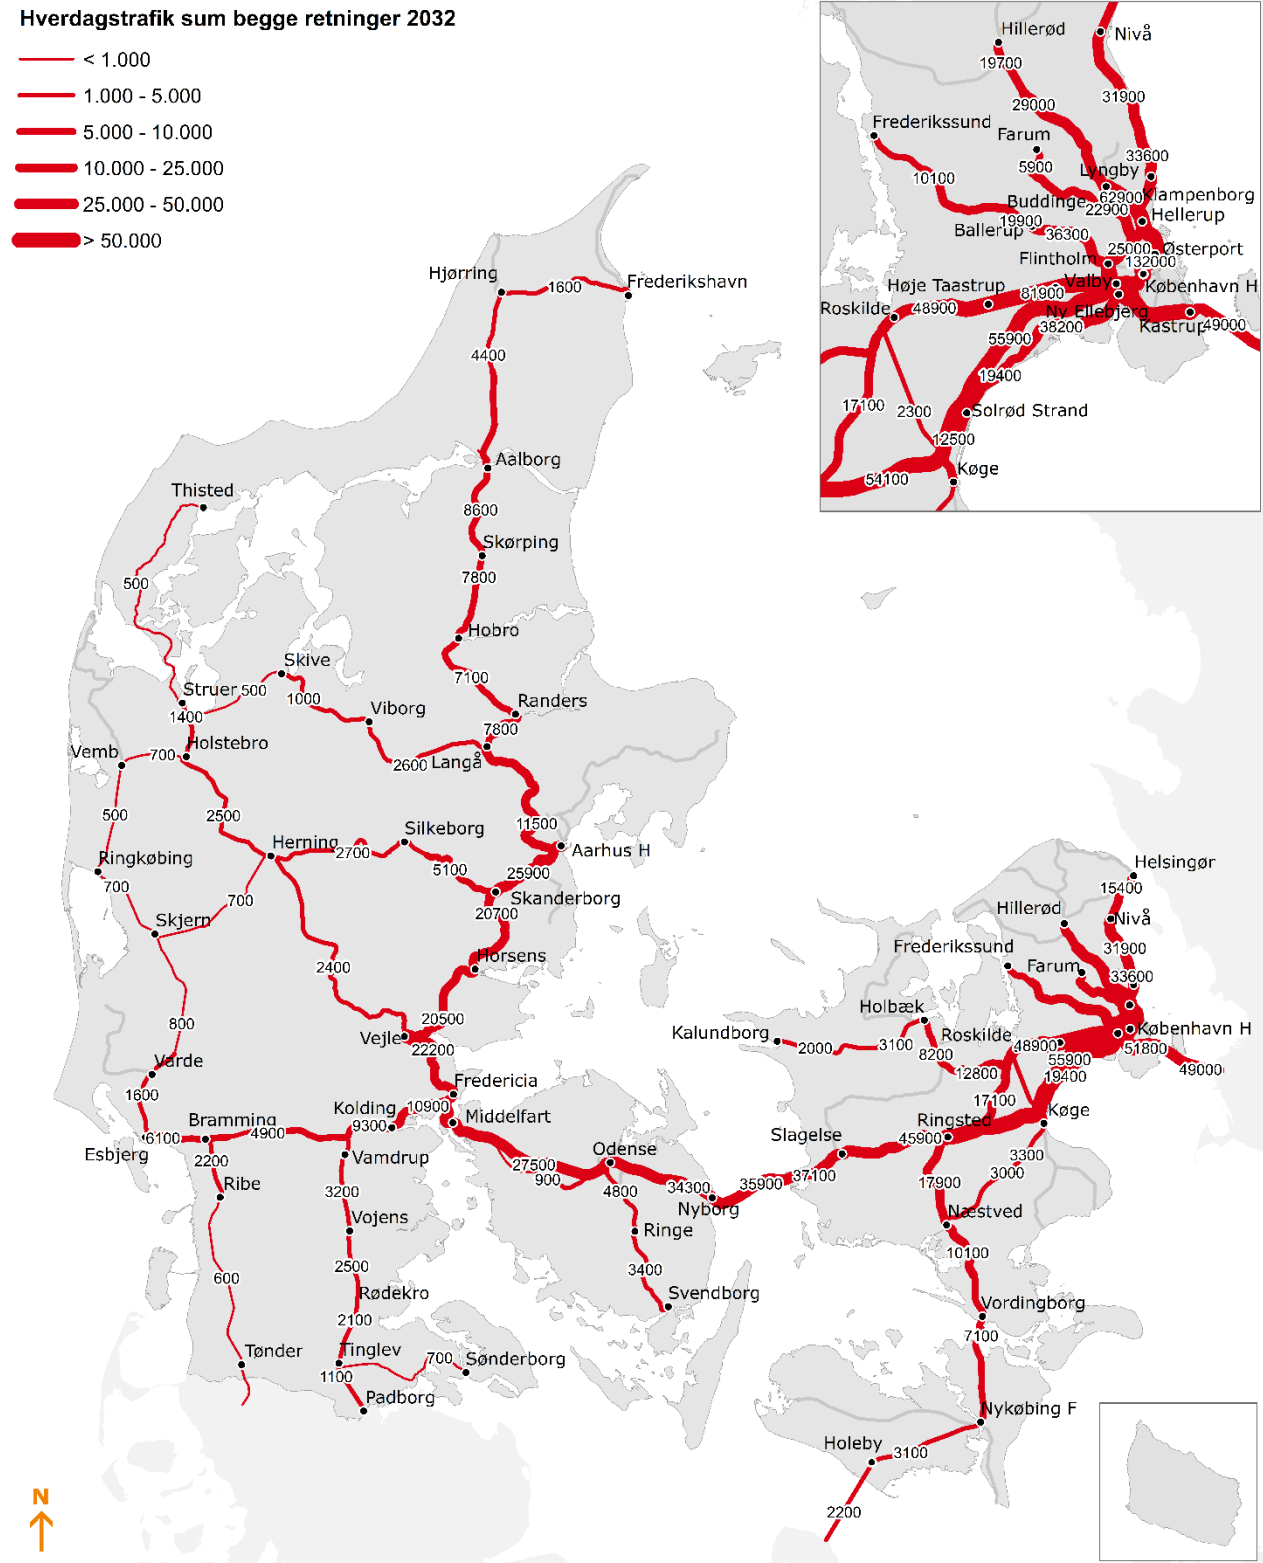 Hverdagstrafik sum begge retninger 2032
< 1.000
1.000 - 5.000
5.000 - 10.000
10.000 - 25.000
25.000 - 50.000
> 50.000
Hillerød
Nivå
19700
31900
29000
Frederikssund
Farum
33600
5900
Lyngby
10100
62900
Klampenborg
Buddinge
22900
Hellerup
19900
Ballerup
36300
25000
Østerport
Flintholm
132000
Høje Taastrup
Valby
København H
81900
Roskilde
48900
Ny Ellebjerg
38200
Kastrup
49000
55900
19400
17100
2300
Solrød Strand
12500
Køge
54100
Hjørring
1600
Frederikshavn
4400
Aalborg
Thisted
8600
Skørping
500
7800
Hobro
Skive
7100
Struer
500
1000
Randers
1400
Viborg
7800
Vemb
700
Holstebro
2600
Langå
500
2500
11500
Silkeborg
Herning
2700
Aarhus H
Ringkøbing
5100
25900
700
700
Skanderborg
20700
Skjern
Horsens
2400
20500
800
Vejle
22200
Varde
Fredericia
1600
Kolding
10900
Middelfart
Bramming
9300
6100
4900
Esbjerg
2200
Vamdrup
Odense
27500
Ribe
3200
900
4800
34300
Nyborg
Vojens
Ringe
2500
3400
600
Rødekro
Svendborg
2100
Tønder
Tinglev
700
Sønderborg
1100
Padborg
Helsingør
15400
Hillerød
Nivå
Frederikssund
31900
Farum
33600
Holbæk
Kalundborg
Roskilde
København H
2000
3100
48900
51800
8200
55900
12800
19400
49000
17100
Køge
Ringsted
Slagelse
45900
3300
37100
3000
35900
17900
Næstved
10100
Vordingborg
7100
Nykøbing F
Holeby
3100
2200
N